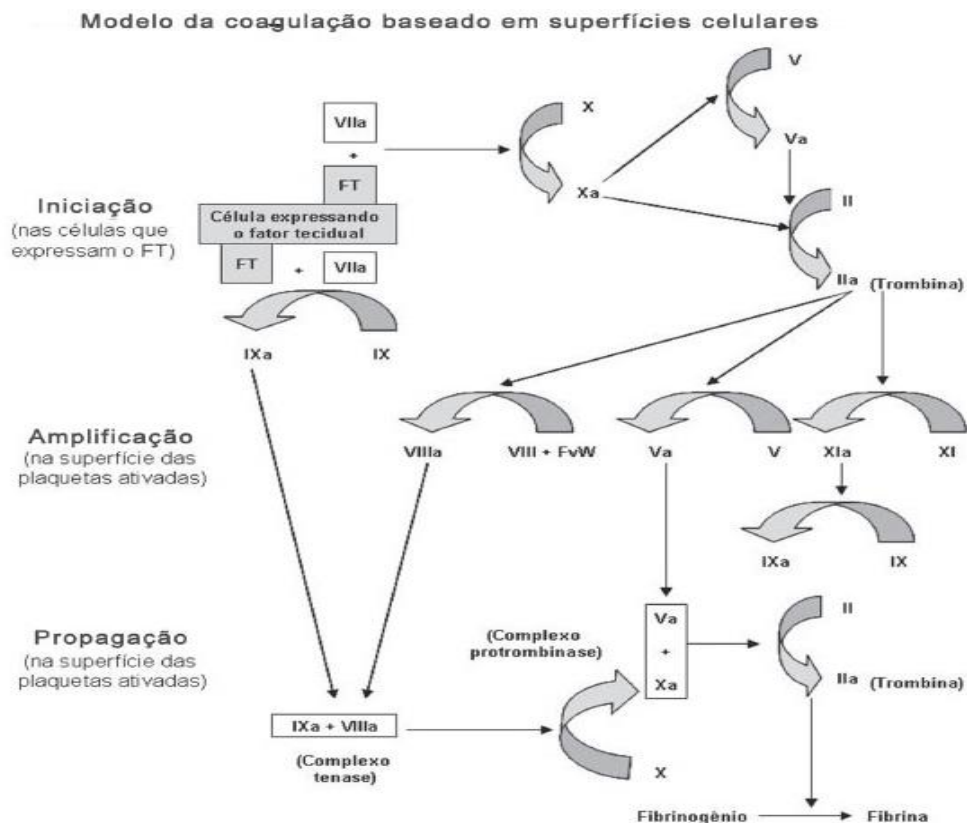 Modelo da coagulação baseado em superfícies celulares
Iniciação
(nas células que
expressam o FT)
VIIa
+
FT
Célula expressando
o fator tecidual
FT
+
VIIa
IXa
IX
X
Xa
V
Va
II
IIa (Trombina)
Amplificação
(na superfície das
plaquetas ativadas)
VIIIa
VIII + FvW
Va
V
XIa
XI
IXa
IX
Propagação
(na superfície das
plaquetas ativadas)
IXa + VIIIa
(Complexo
tenase)
(Complexo
protrombinase)
Va
+
Xa
X
II
IIa (Trombina)
Fibrinogènio
Fibrina